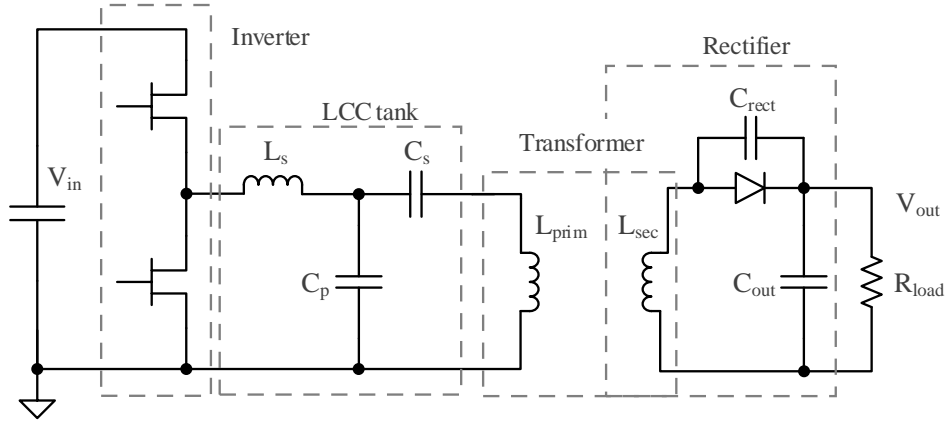 Inverter
Rectifier
LCC tank
C_rect
Transformer
L_s
C_s
V_in
V_out
L_prim
L_sec
C_p
C_out
R_load